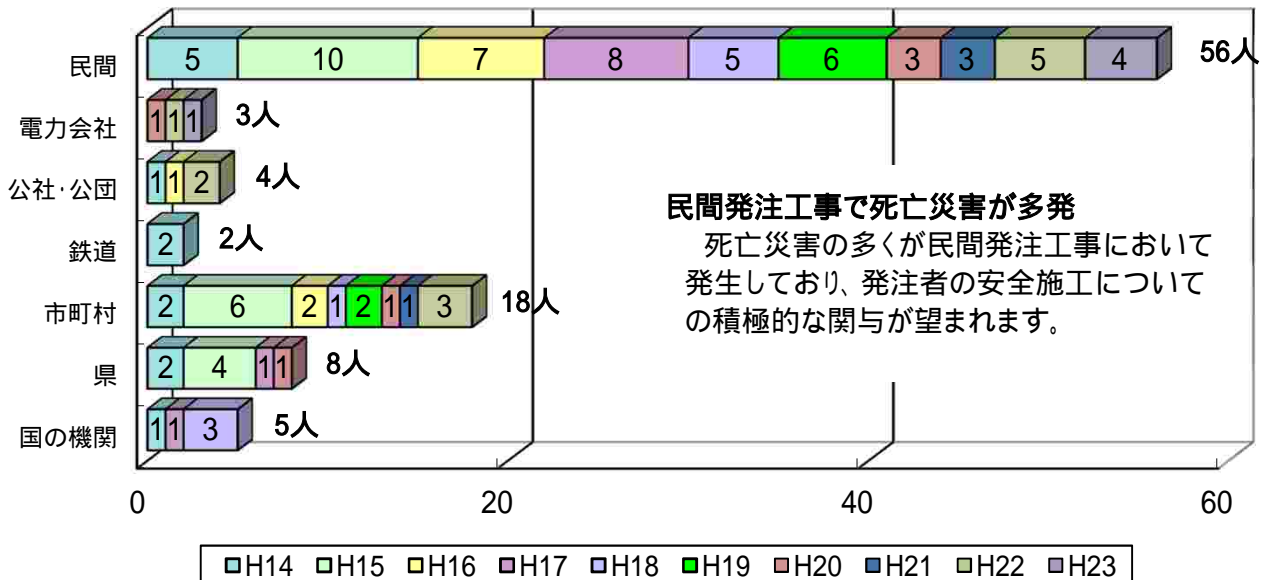 民間 5 10 7 8 5 6 3 3 5 4 56人
電力会社 1 1 1 3人
公社･公団 1 1 2 4人
鉄道 2 2人
市町村 2 6 2 1 2 1 1 3 18人
県 2 4 1 1 8人
国の機関 1 1 3 5人
民間発注工事で死亡災害が多発
死亡災害の多くが民間発注工事において
発生しており、発注者の安全施工について
の積極的な関与が望まれます。
0 20 40 60
H14 H15 H16 H17 H18 H19 H20 H21 H22 H23